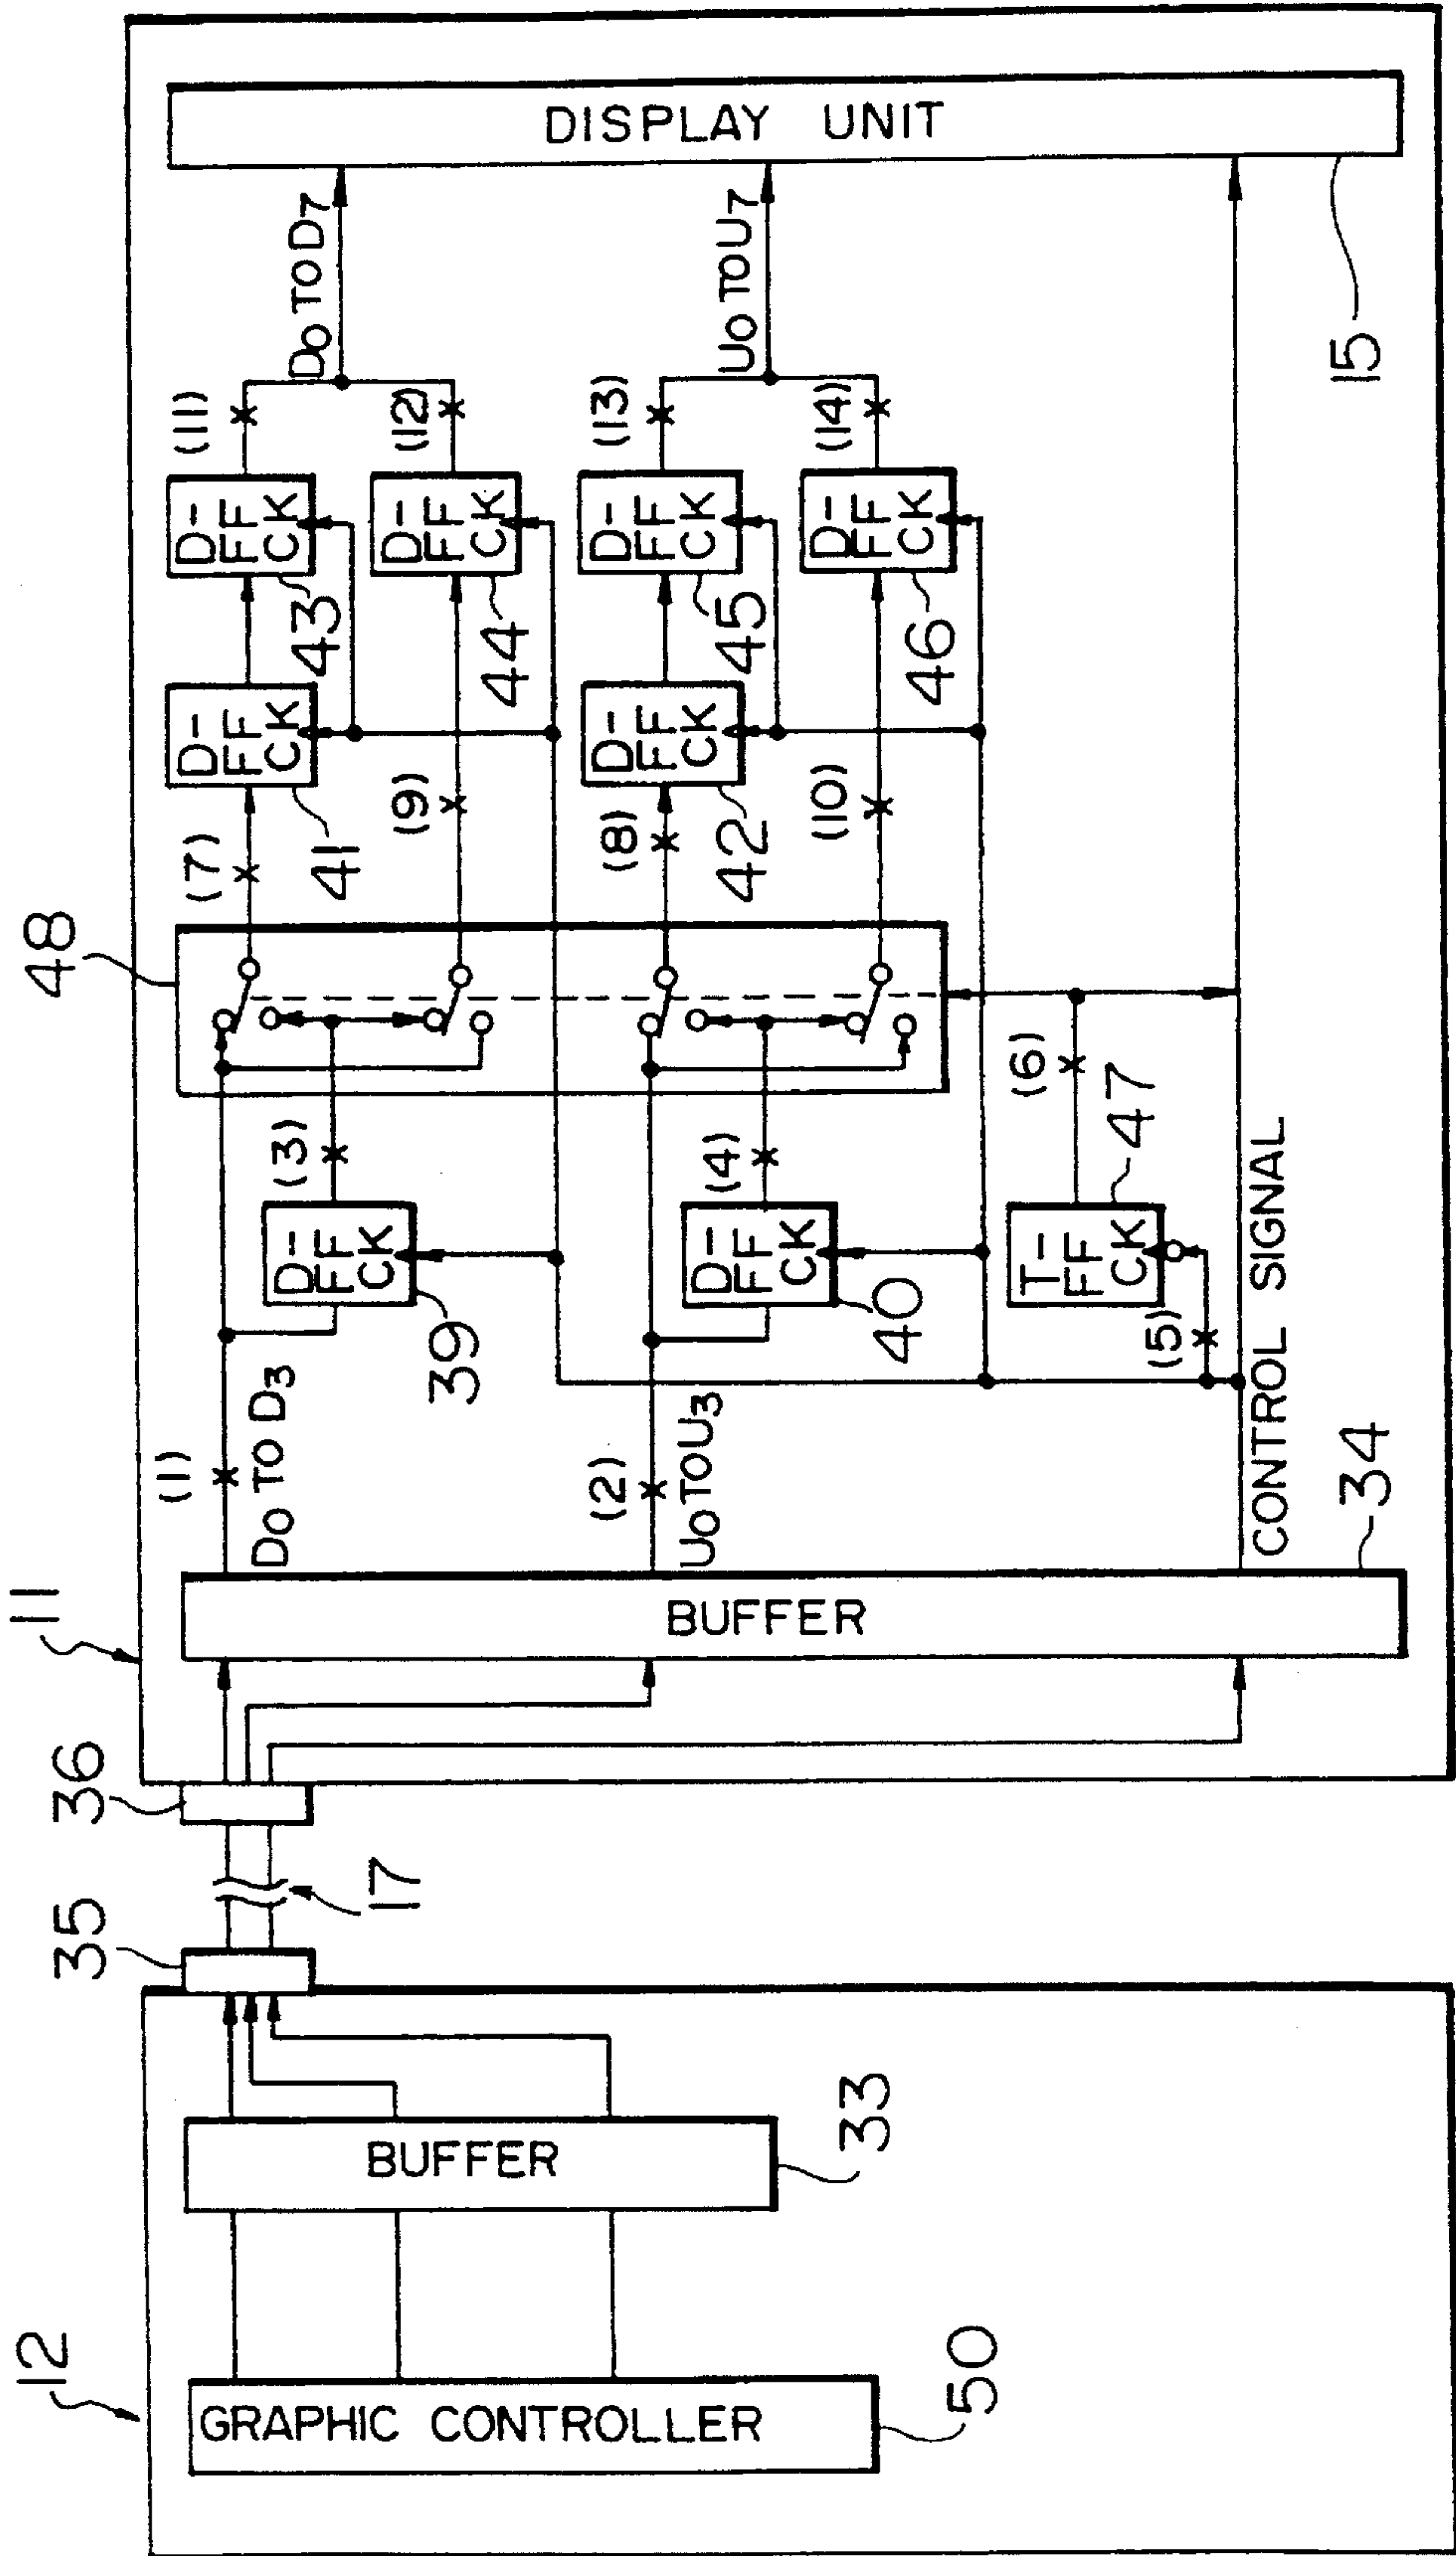 12
GRAPHIC CONTROLLER
50
BUFFER
33
35
17
36
11
BUFFER
34
(1)
D0 TO D3
(2)
U0 TO U3
CONTROL SIGNAL
D-
FF
CK
39
(3)
D-
FF
CK
40
(4)
T-
FF
CK
47
(5)
(6)
48
(7)
(9)
(8)
(10)
D-
FF
CK
41
D-
FF
CK
42
D-
FF
CK
43
D-
FF
CK
44
D-
FF
CK
45
D-
FF
CK
46
(11)
(12)
(13)
(14)
D0 TO D7
U0 TO U7
DISPLAY UNIT
15